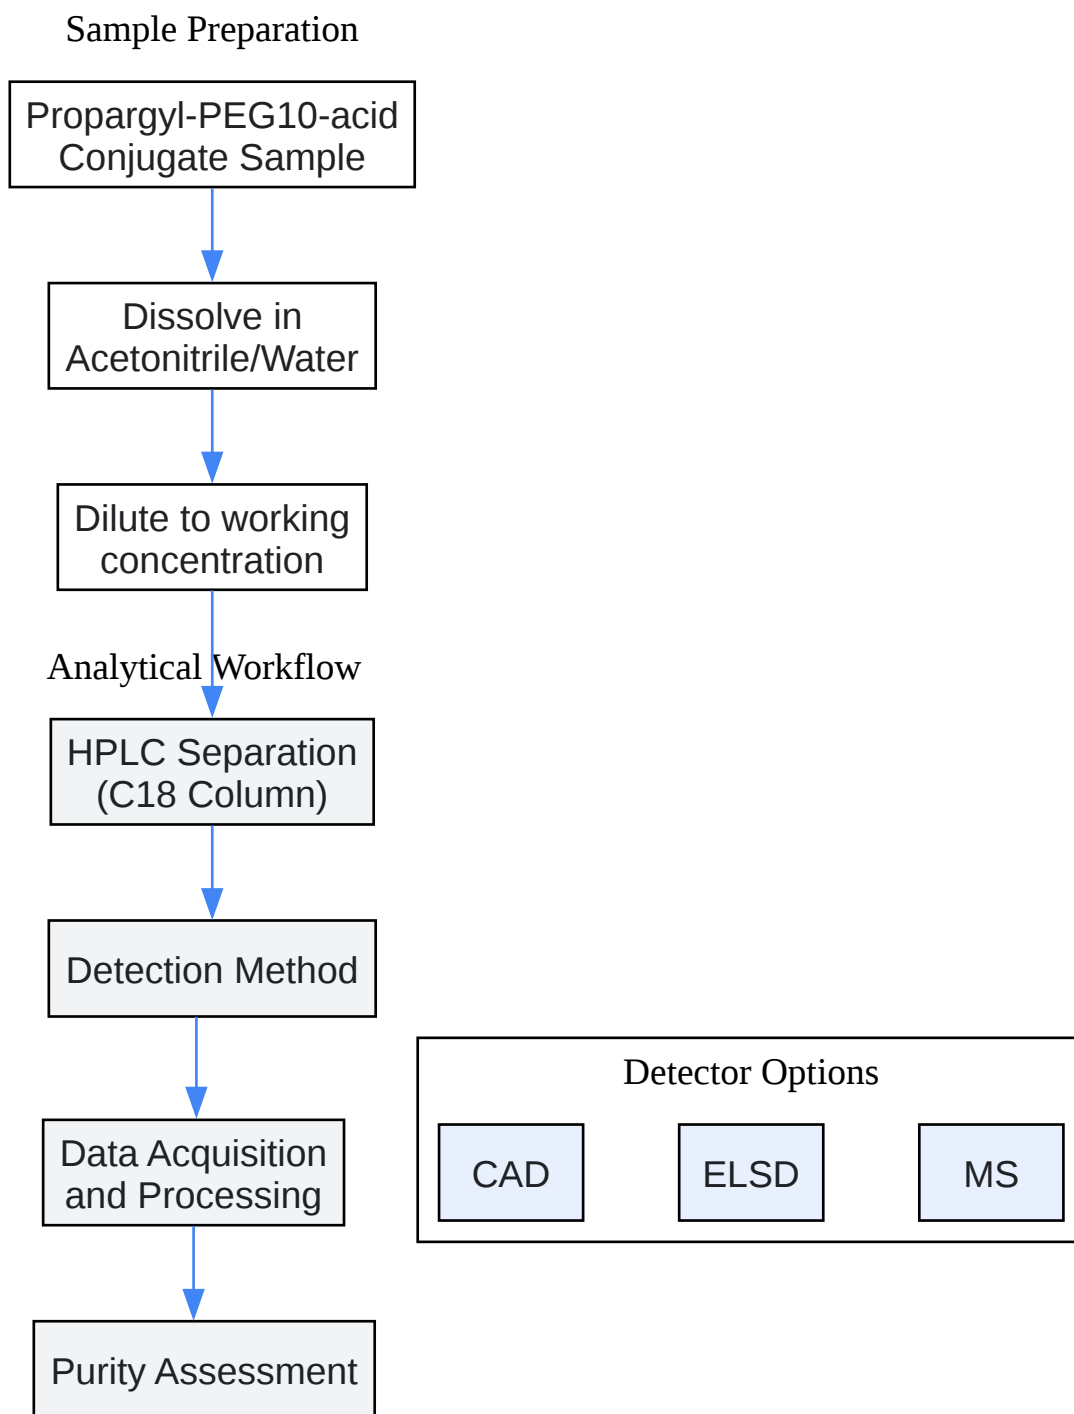 Sample Preparation
Propargyl-PEG10-acid
Conjugate Sample
Dissolve in
Acetonitrile/Water
Dilute to working
concentration
Analytical Workflow
HPLC Separation
(C18 Column)
Detection Method
Detector Options
Data Acquisition
and Processing
CAD
ELSD
MS
Purity Assessment